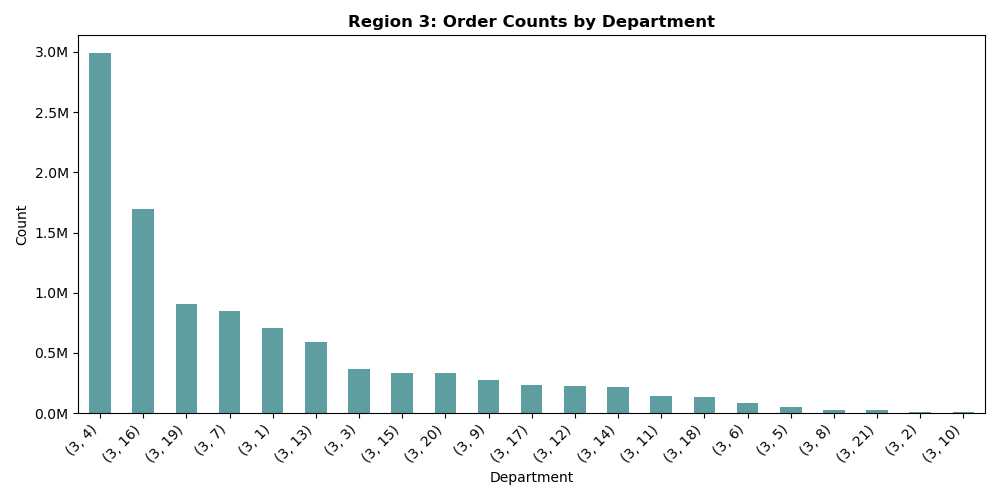 Region 3: Order Counts by Department
Count
3.0M
2.5M
2.0M
1.5M
1.0M
0.5M
0.0M
(3, 4)
(3, 16)
(3, 19)
(3, 7)
(3, 1)
(3, 13)
(3, 3)
(3, 15)
(3, 20)
(3, 9)
(3, 17)
(3, 12)
(3, 14)
(3, 11)
(3, 18)
(3, 6)
(3, 5)
(3, 8)
(3, 21)
(3, 2)
(3, 10)
Department